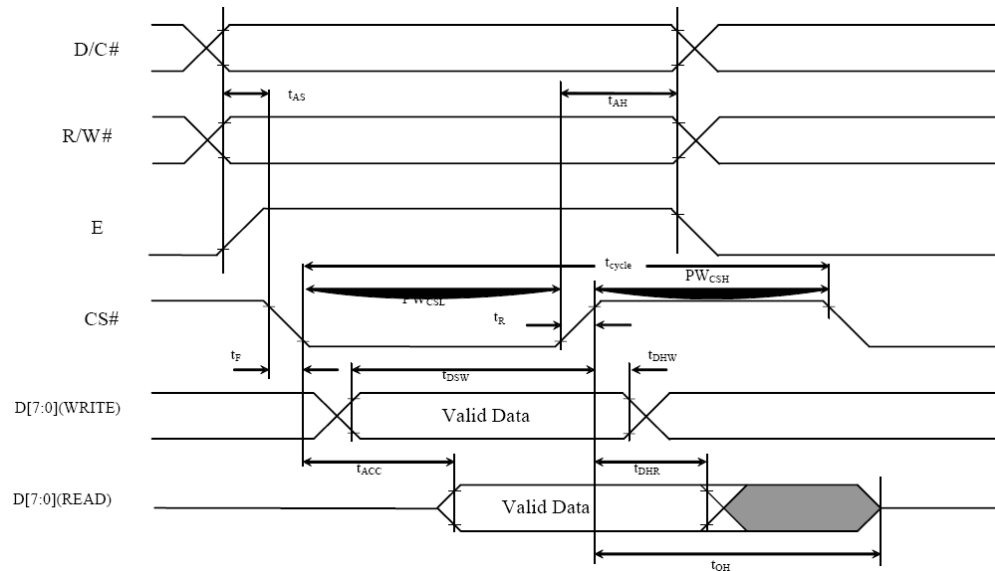 D/C#
tAS
tAH
R/W#
E
tcycle
PWCSH
PWCSL
CS#
tR
tF
tDSW
tDHW
D[7:0](WRITE)
Valid Data
tACC
tDHR
D[7:0](READ)
Valid Data
tOH